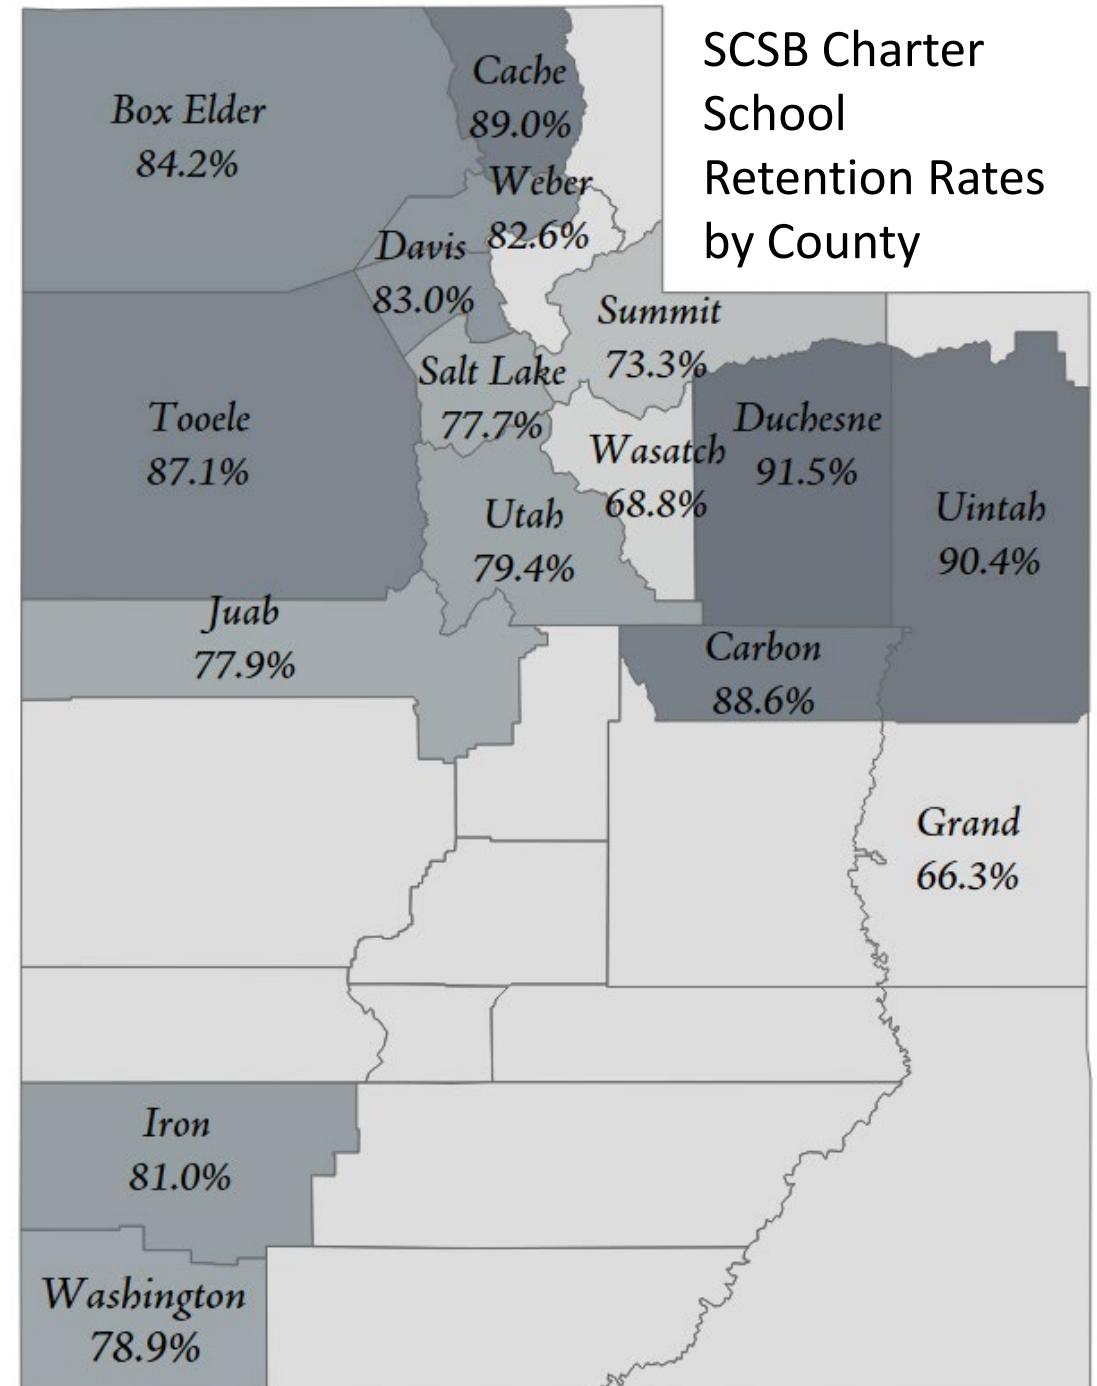 SCSB Charter
School
Retention Rates
by County
Cache
89.0%
Box Elder
84.2%
Weber
82.6%
Davis
83.0%
Summit
73.3%
Salt Lake
77.7%
Tooele
87.1%
Duchesne
91.5%
Wasatch
68.8%
Utah
79.4%
Uintah
90.4%
Juab
77.9%
Carbon
88.6%
Grand
66.3%
Iron
81.0%
Washington
78.9%